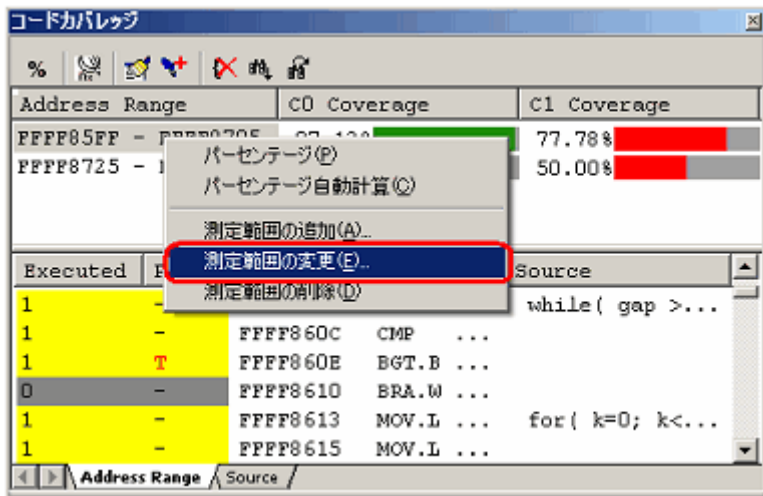 コードカバレッジ
%
Address Range C0 Coverage C1 Coverage
FFFF85FF - 77.78%
FFFF8725 - 50.00%
パーセンテージ(P)
パーセンテージ自動計算(C)
測定範囲の追加(A)...
測定範囲の変更(E)...
測定範囲の削除(D)
Executed Source
1 - while( gap >...
1 - FFFF860C CMP ...
1 T FFFF860E BGT.B ...
0 - FFFF8610 BRA.W ...
1 - FFFF8613 MOV.L ... for( k=0; k<...
1 - FFFF8615 MOV.L ...
Address Range Source